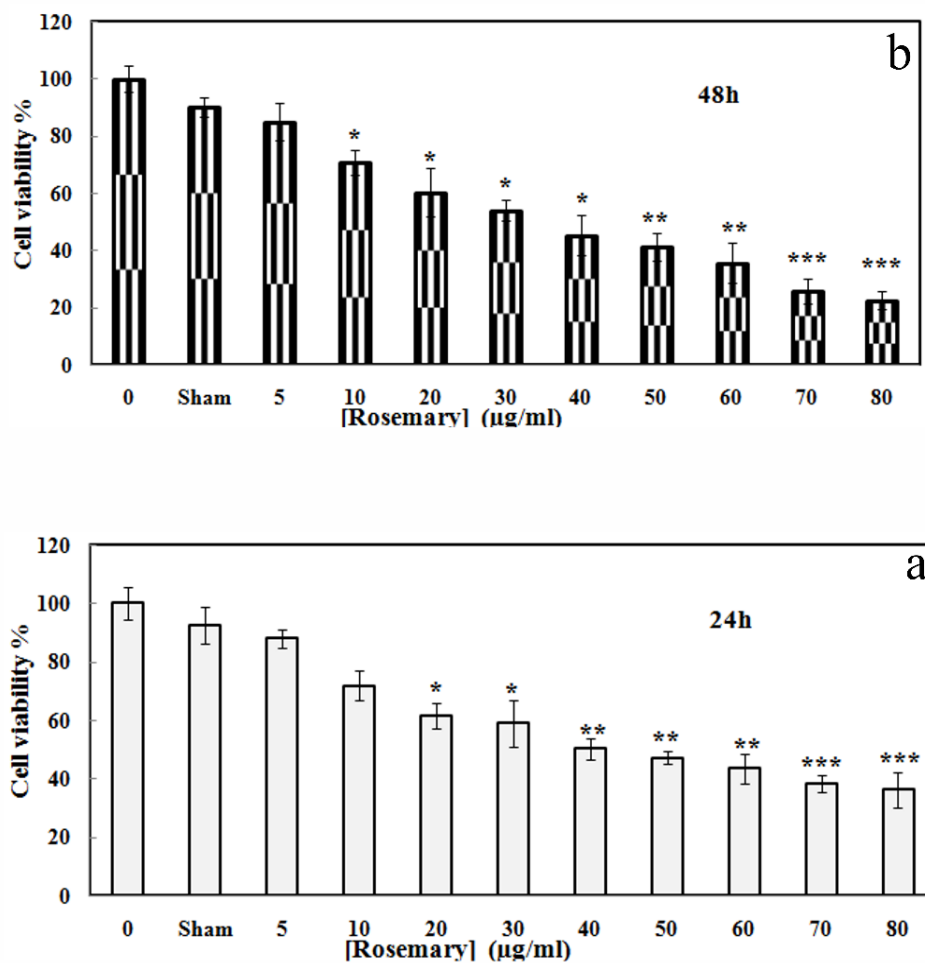 b
120
100
80
60
40
20
0
Cell viability %
48h
* * * * ** ** *** ***
0 Sham 5 10 20 30 40 50 60 70 80
[Rosemary] (µg/ml)
a
120
100
80
60
40
20
0
Cell viability %
24h
* * ** ** ** *** ***
0 Sham 5 10 20 30 40 50 60 70 80
[Rosemary] (µg/ml)